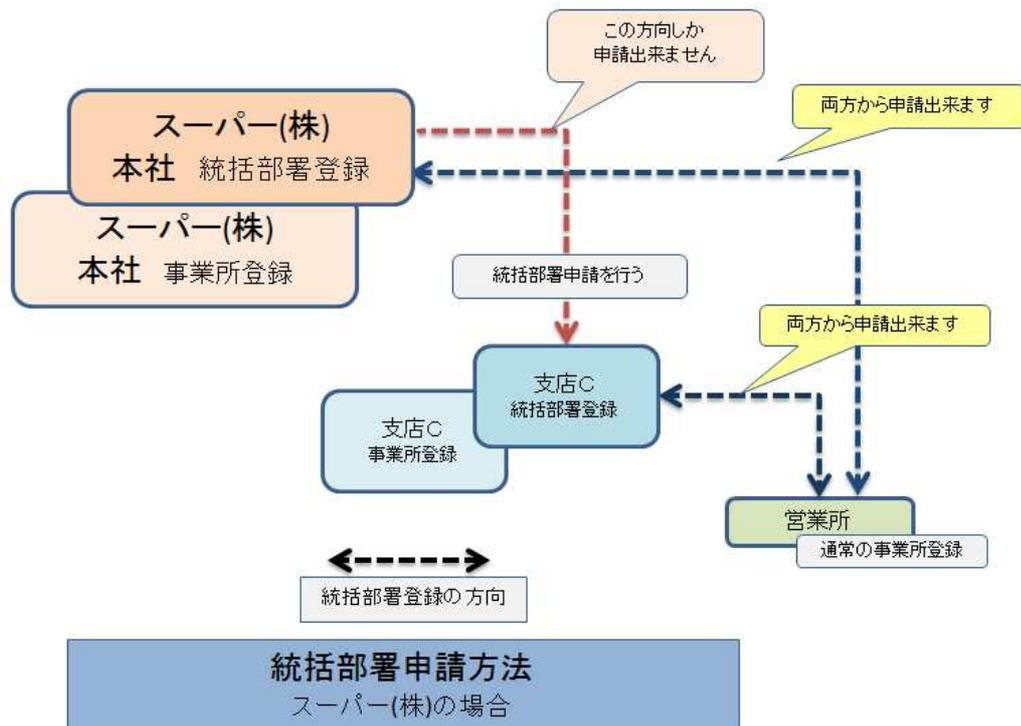 この方向しか
申請出来ません
両方から申請出来ます
スーパー(株)
本社 統括部署登録
スーパー(株)
本社 事業所登録
統括部署申請を行う
両方から申請出来ます
支店C
統括部署登録
支店C
事業所登録
営業所
通常の事業所登録
統括部署登録の方向
統括部署申請方法
スーパー(株)の場合